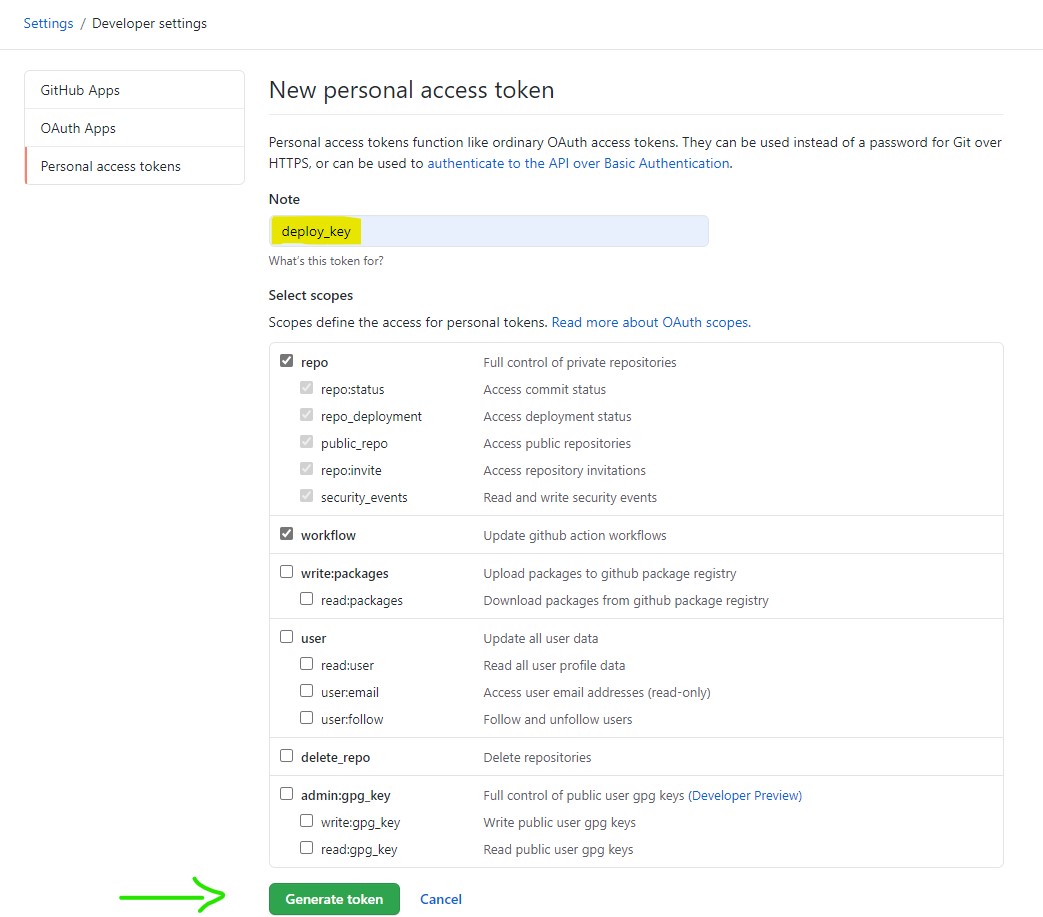 Settings / Developer settings
GitHub Apps
OAuth Apps
Personal access tokens
New personal access token
Personal access tokens function like ordinary OAuth access tokens. They can be used instead of a password for Git over
HTTPS, or can be used to authenticate to the API over Basic Authentication.
Note
deploy_key
What's this token for?
Select scopes
Scopes define the access for personal tokens. Read more about OAuth scopes.
repo Full control of private repositories
repo:status Access commit status
repo_deployment Access deployment status
public_repo Access public repositories
repo:invite Access repository invitations
security_events Read and write security events
workflow Update github action workflows
write:packages Upload packages to github package registry
read:packages Download packages from github package registry
user Update all user data
read:user Read all user profile data
user:email Access user email addresses (read-only)
user:follow Follow and unfollow users
delete_repo Delete repositories
admin:gpg_key Full control of public user gpg keys (Developer Preview)
write:gpg_key Write public user gpg keys
read:gpg_key Read public user gpg keys
Generate token Cancel